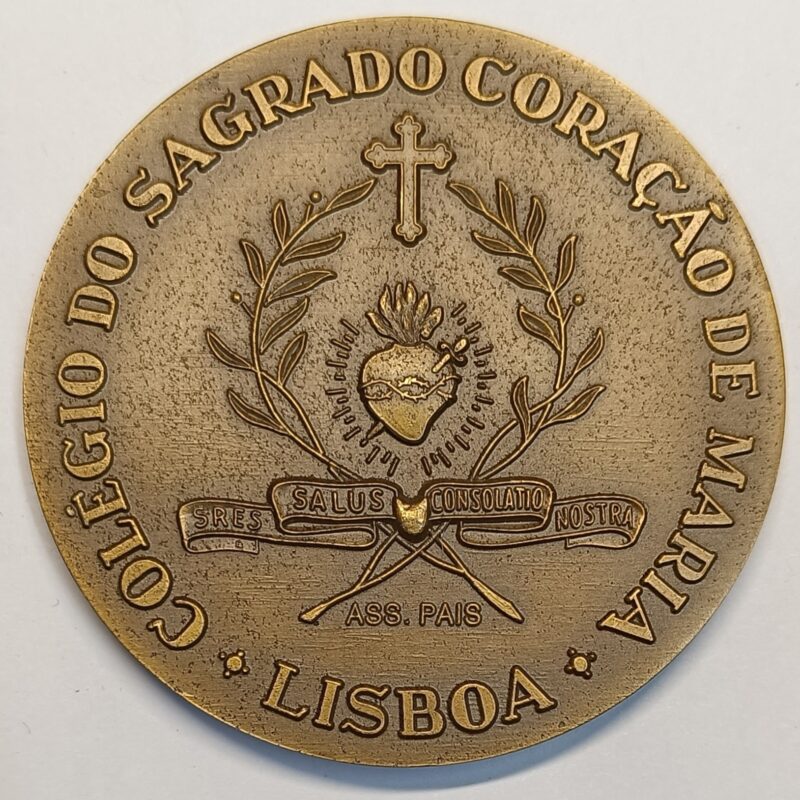 COLÉGIO DO SAGRADO CORAÇÃO DE MARIA
SRES SALUS CONSOLATIO NOSTRA
ASS. PAIS
LISBOA